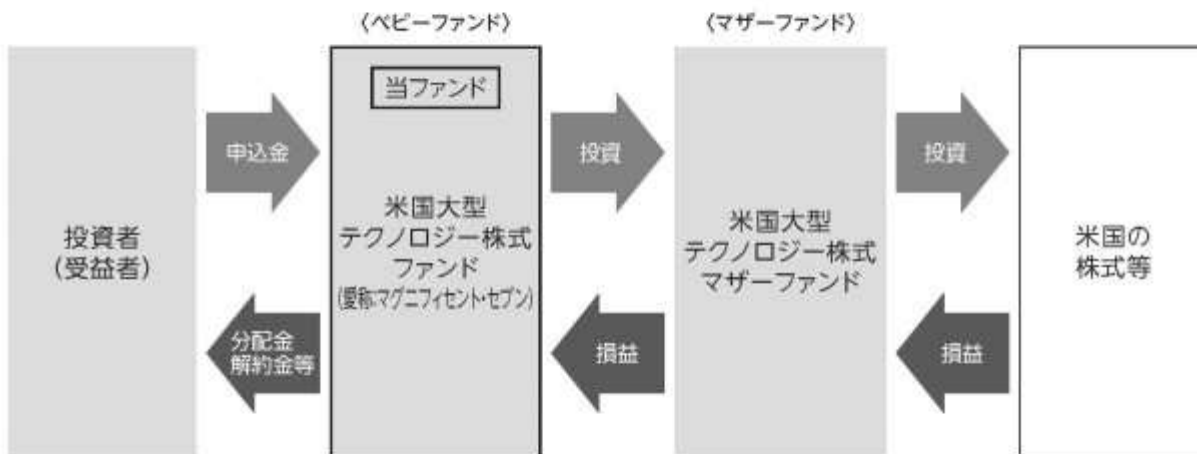 〈ベビーファンド〉
〈マザーファンド〉
投資者
(受益者)
申込金
分配金
解約金等
当ファンド
米国大型
テクノロジー株式
ファンド
(愛称:マグニフィセント・セブン)
投資
損益
米国大型
テクノロジー株式
マザーファンド
投資
損益
米国の
株式等